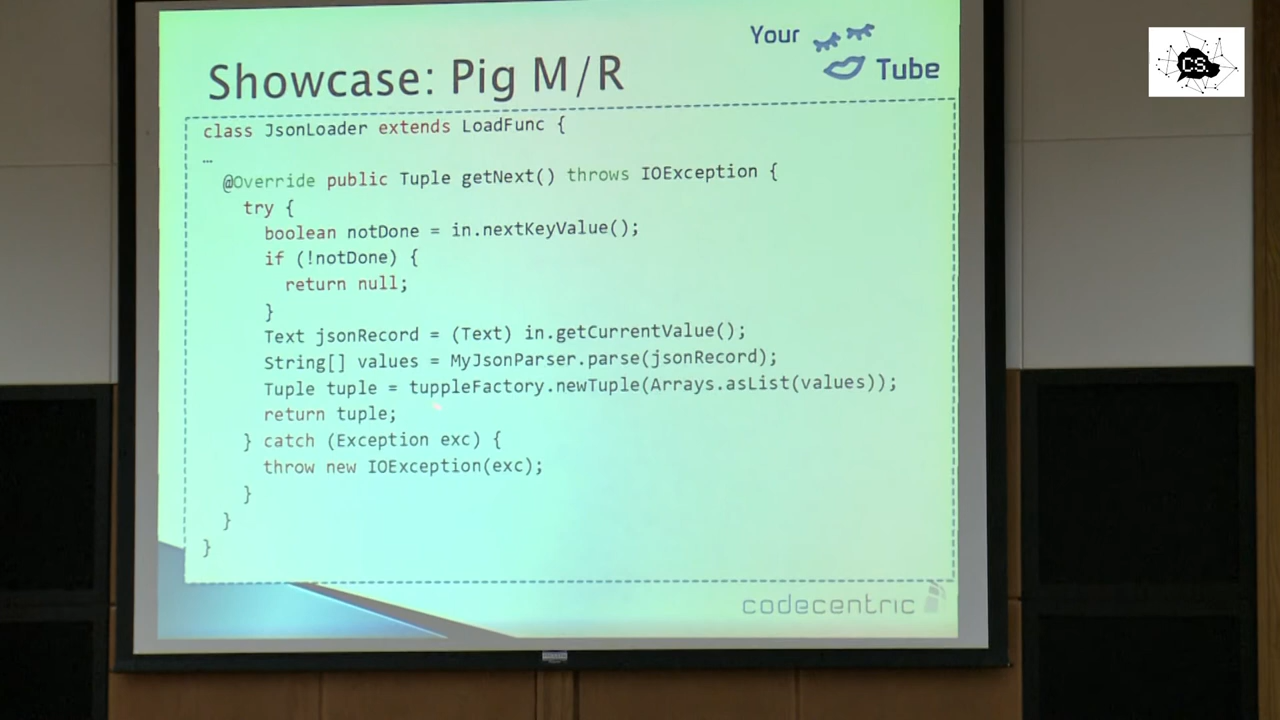 Your
Tube
CS.
Showcase: Pig M/R
class JsonLoader extends LoadFunc {
…
@Override public Tuple getNext() throws IOException {
try {
boolean notDone = in.nextKeyValue();
if (!notDone) {
return null;
}
Text jsonRecord = (Text) in.getCurrentValue();
String[] values = MyJsonParser.parse(jsonRecord);
Tuple tuple = tuppleFactory.newTuple(Arrays.asList(values));
return tuple;
} catch (Exception exc) {
throw new IOException(exc);
}
}
}
codecentric